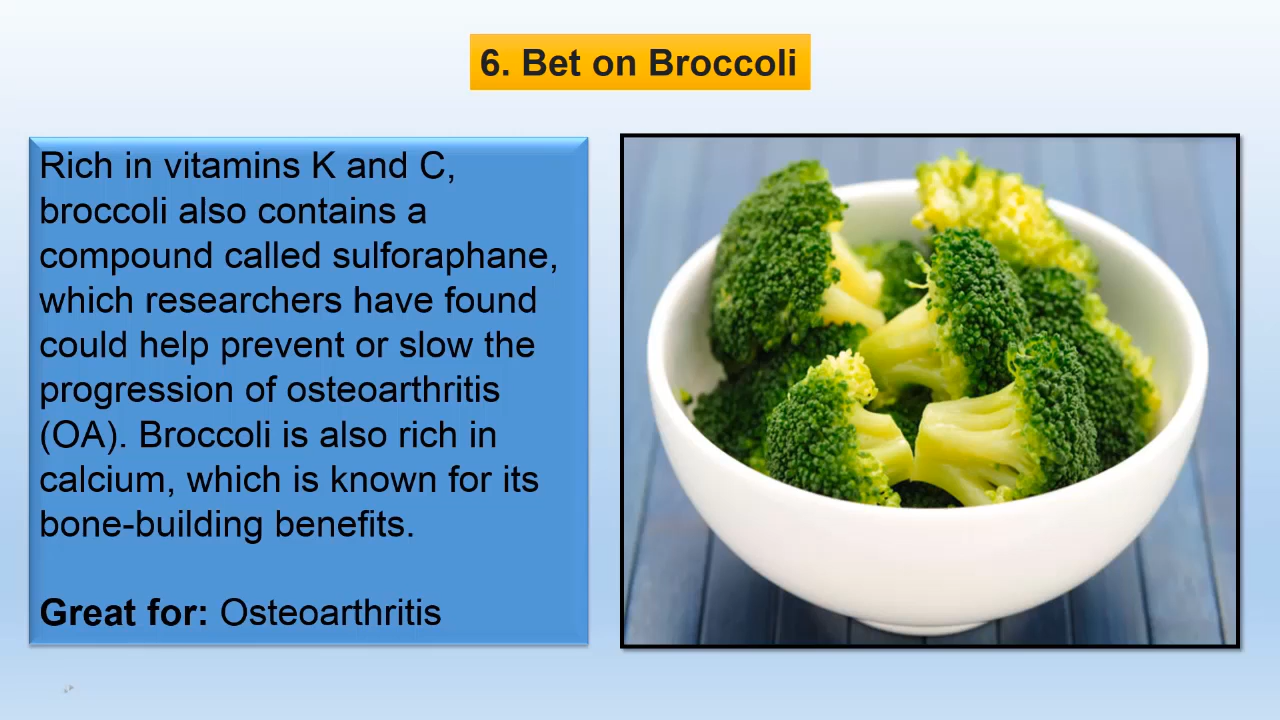 6. Bet on Broccoli
Rich in vitamins K and C,
broccoli also contains a
compound called sulforaphane,
which researchers have found
could help prevent or slow the
progression of osteoarthritis
(OA). Broccoli is also rich in
calcium, which is known for its
bone-building benefits.
Great for: Osteoarthritis